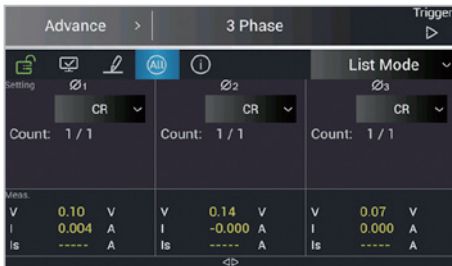 Advance > 3 Phase Trigger
All i List Mode
Setting Ø1 Ø2 Ø3
CR CR CR
Count: 1 / 1 Count: 1 / 1 Count: 1 / 1
Meas.
V 0.10 V V 0.14 V V 0.07 V
I 0.004 A I -0.000 A I 0.000 A
Is ----- A Is ----- A Is ----- A